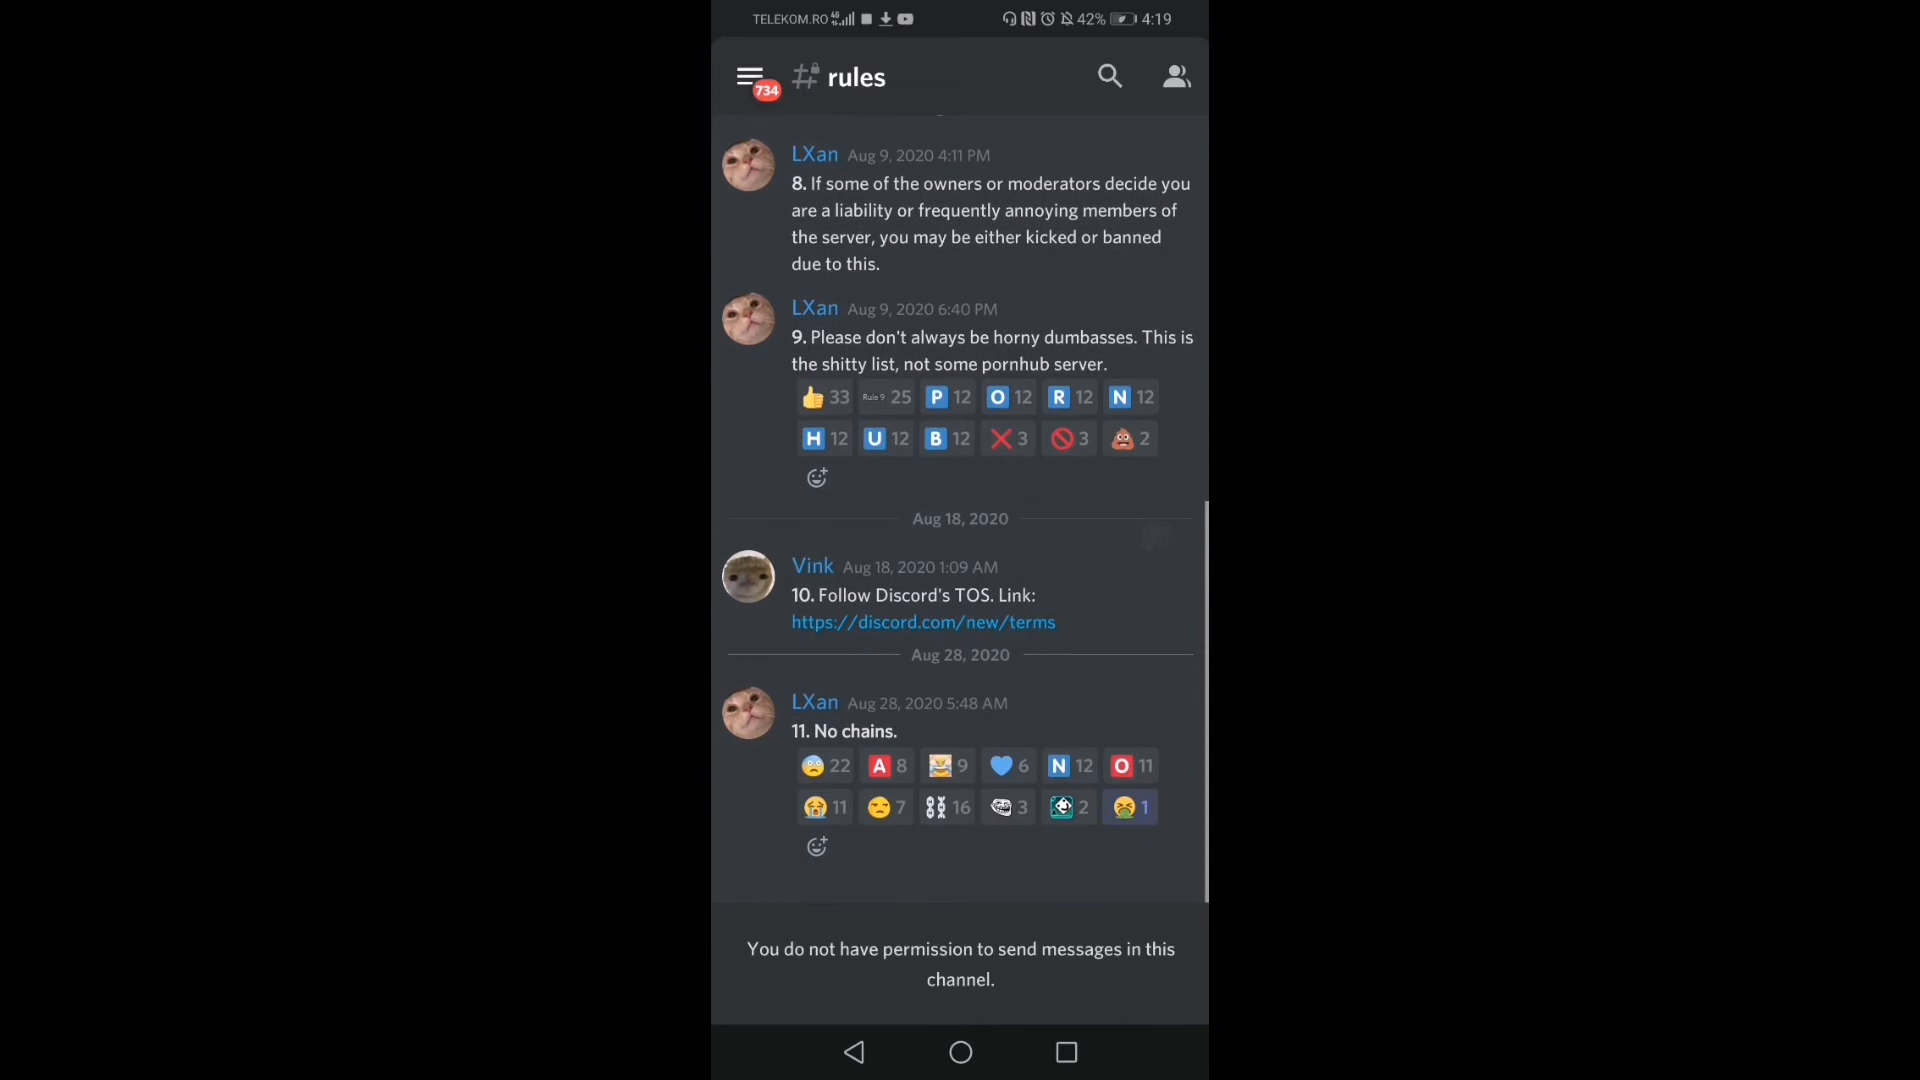 TELEKOM.RO 4G 42% 4:19
734 # rules
LXan Aug 9, 2020 4:11 PM
8. If some of the owners or moderators decide you
are a liability or frequently annoying members of
the server, you may be either kicked or banned
due to this.
LXan Aug 9, 2020 6:40 PM
9. Please don't always be horny dumbasses. This is
the shitty list, not some pornhub server.
33 Rule 9 25 P 12 O 12 R 12 N 12
H 12 U 12 B 12 3 3 2
Aug 18, 2020
Vink Aug 18, 2020 1:09 AM
10. Follow Discord's TOS. Link:
https://discord.com/new/terms
Aug 28, 2020
LXan Aug 28, 2020 5:48 AM
11. No chains.
22 A 8 9 6 N 12 O 11
11 7 16 3 2 1
You do not have permission to send messages in this
channel.